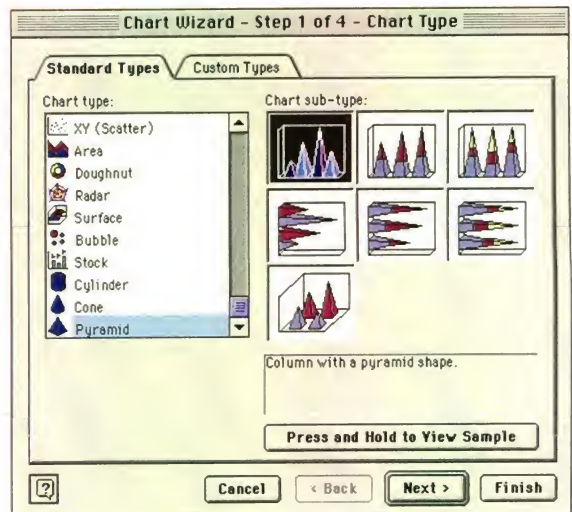 Chart Wizard – Step 1 of 4 – Chart Type
Standard Types
Custom Types
Chart type:
XY (Scatter)
Area
Doughnut
Radar
Surface
Bubble
Stock
Cylinder
Cone
Pyramid
Chart sub-type:
Column with a pyramid shape.
Press and Hold to View Sample
Cancel
< Back
Next >
Finish